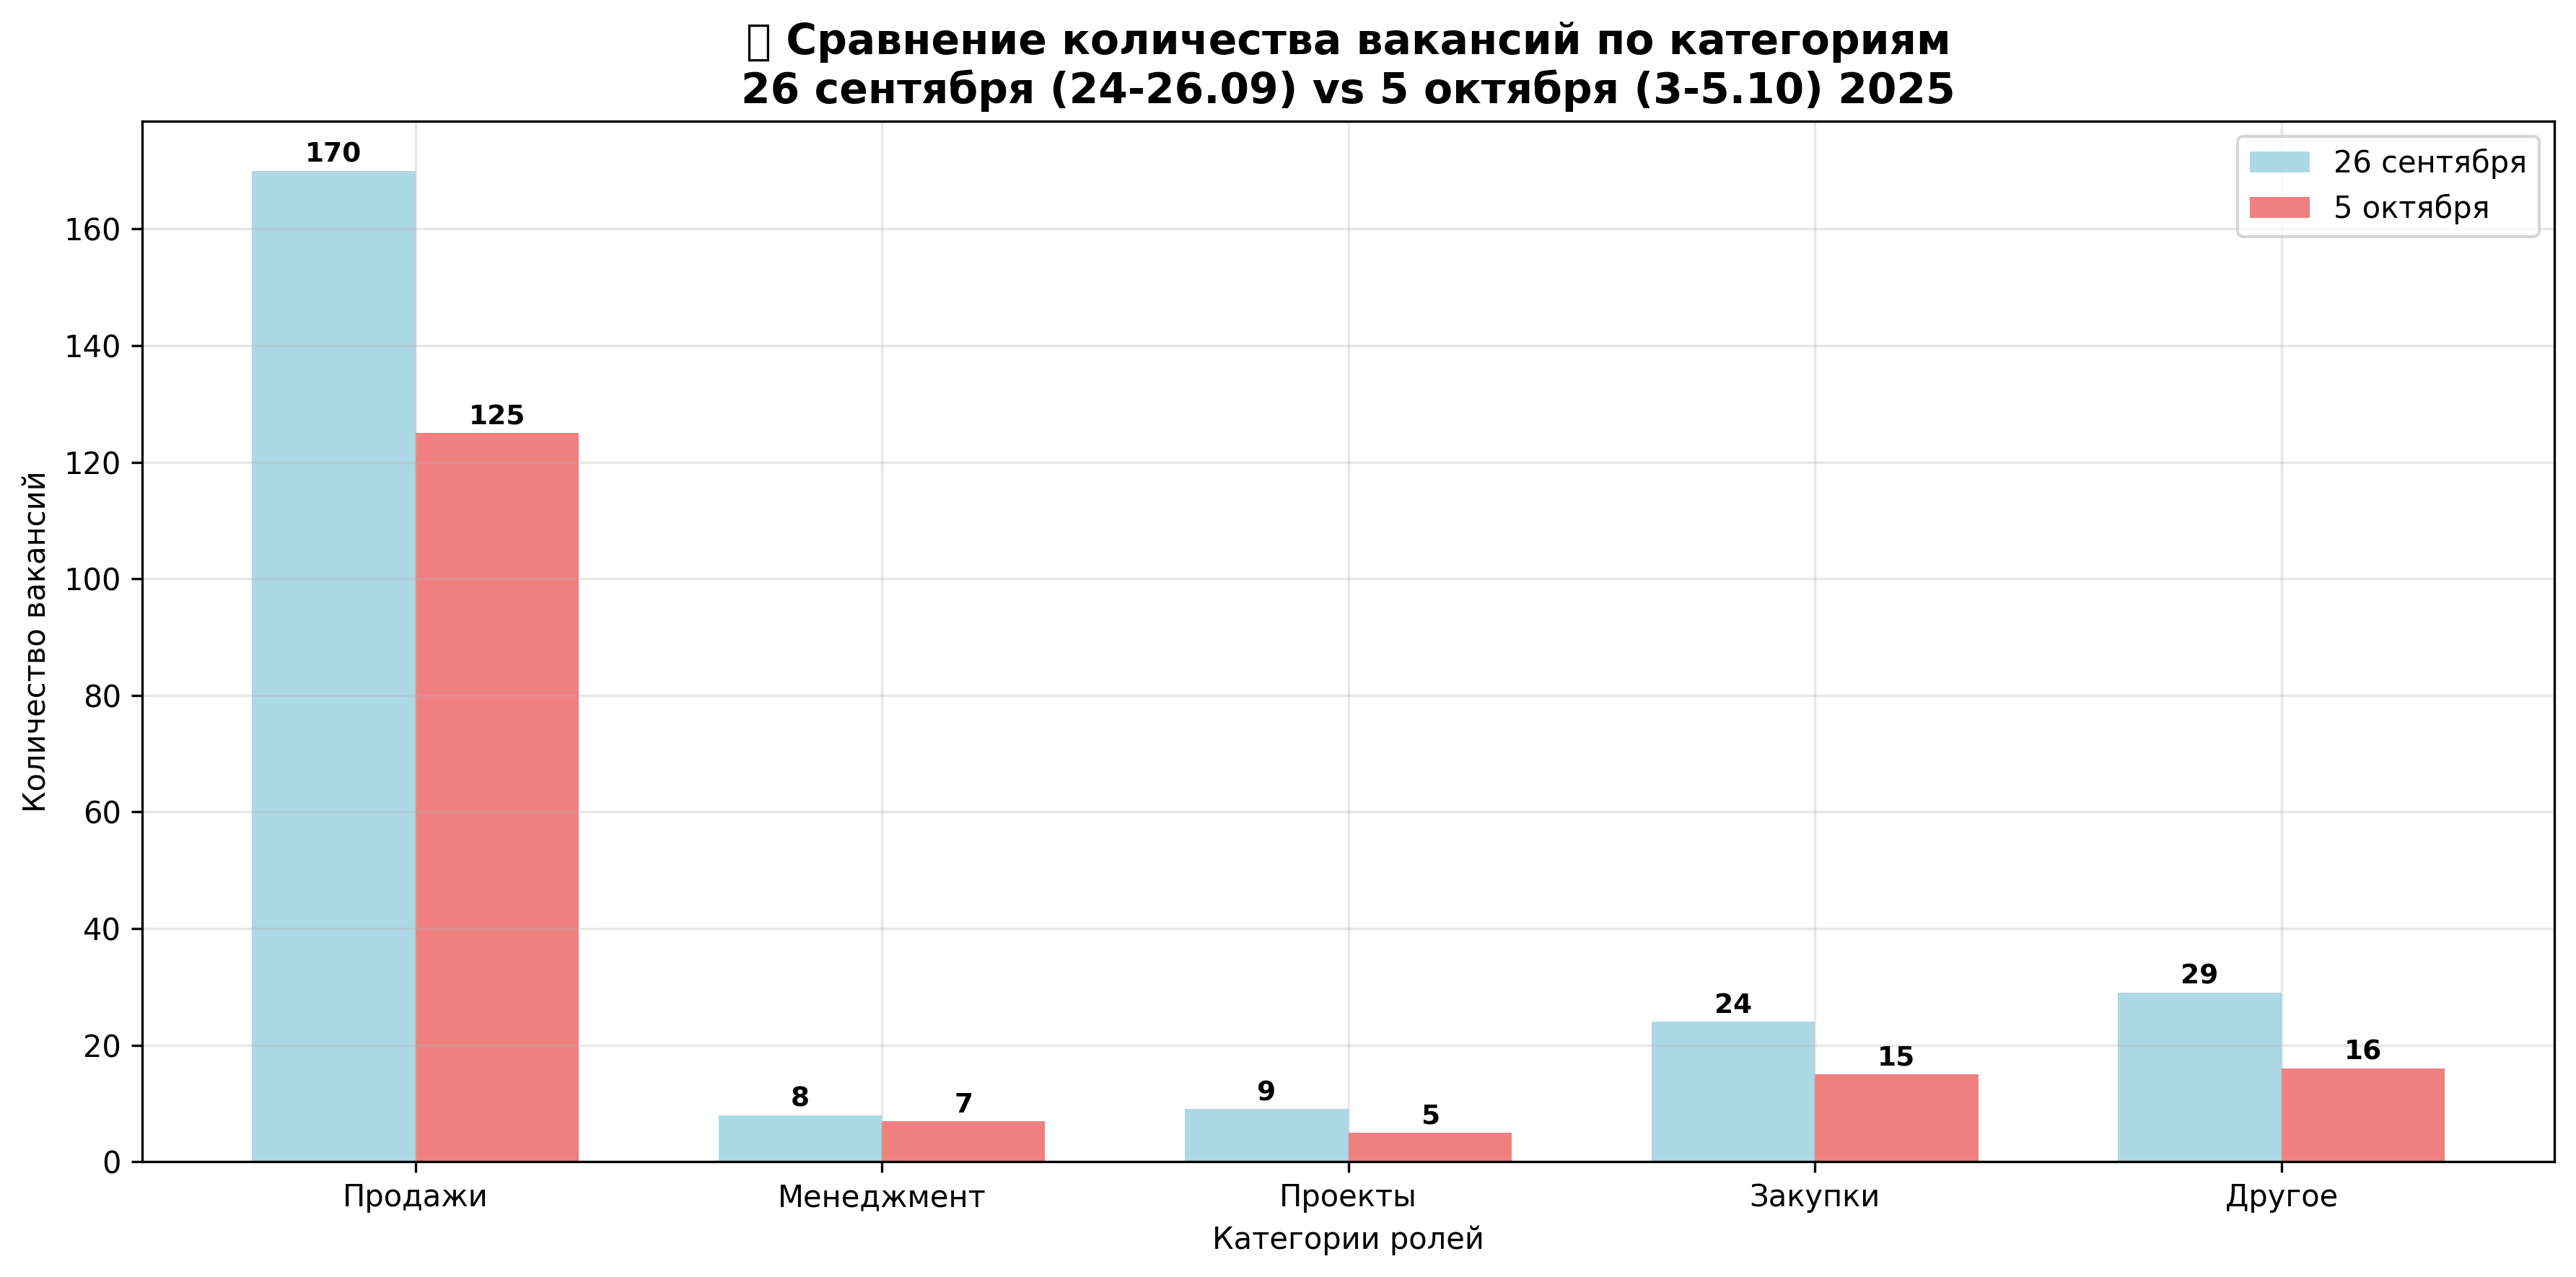 Сравнение количества вакансий по категориям
26 сентября (24-26.09) vs 5 октября (3-5.10) 2025
26 сентября
5 октября
Количество вакансий
160
140
120
100
80
60
40
20
0
170
125
8
7
9
5
24
15
29
16
Продажи
Менеджмент
Проекты
Закупки
Другое
Категории ролей